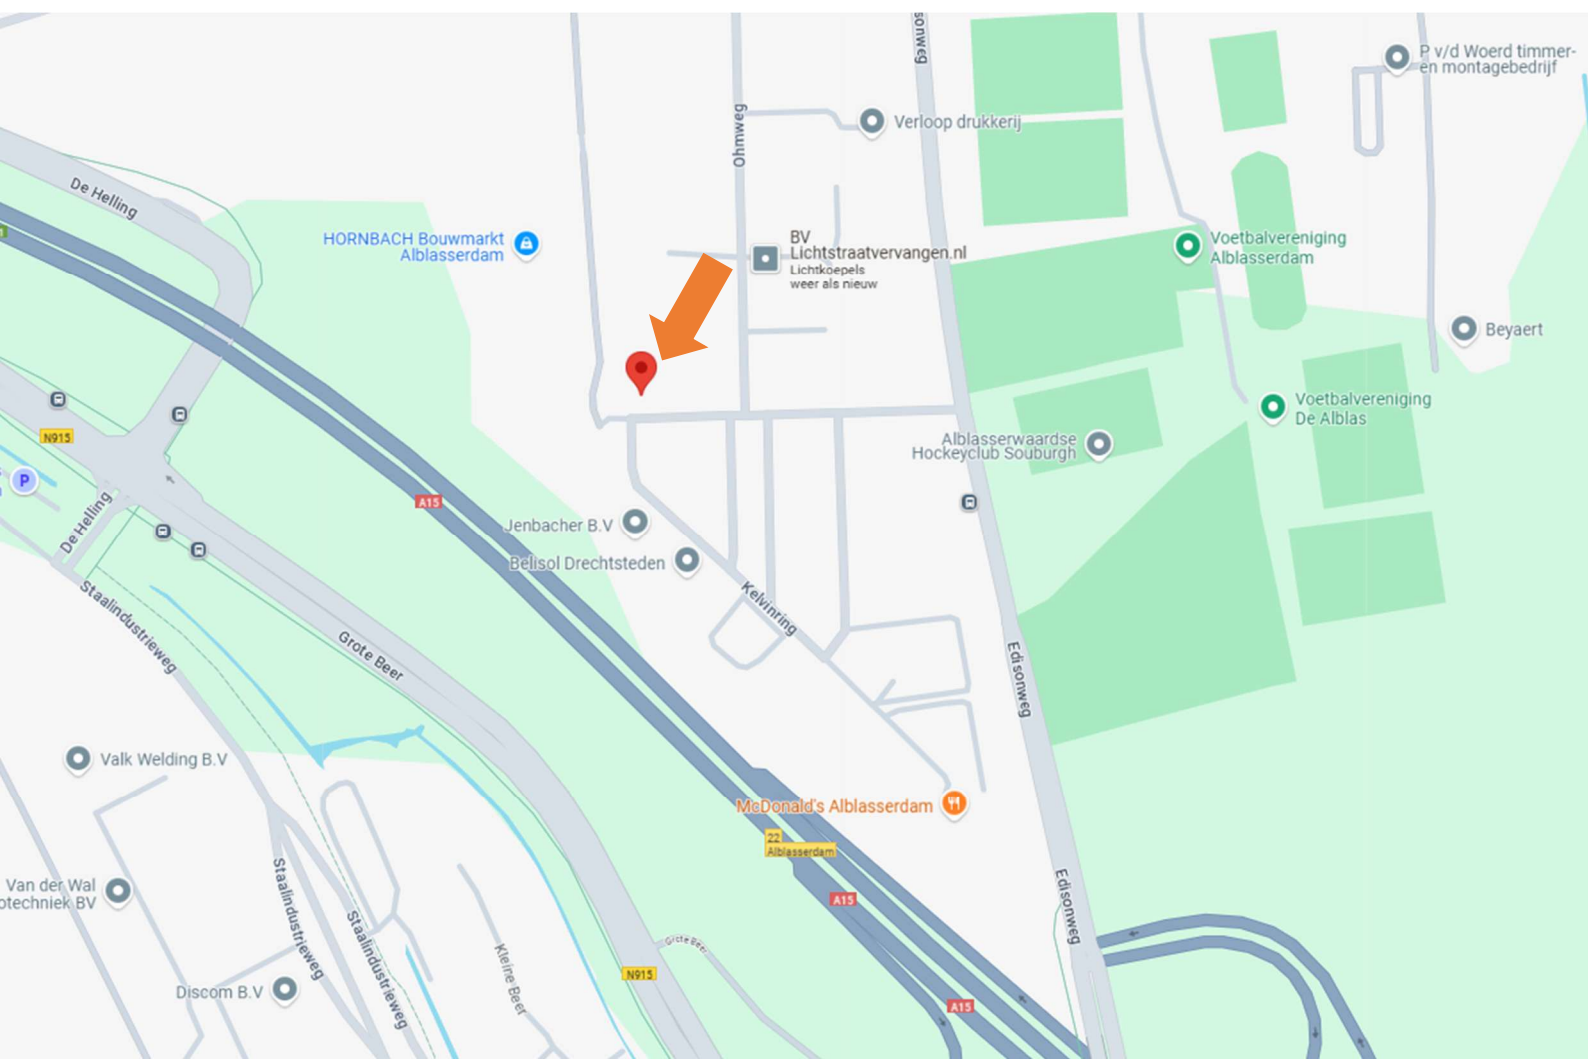 sonweg
P v/d Woerd timmer-
en montagebedrijf
Ohmweg
Verloop drukkerij
De Helling
HORNBACH Bouwmarkt
Alblasserdam
BV
Lichtstraatvervangen.nl
Lichtkoepels
weer als nieuw
Voetbalvereniging
Alblasserdam
Beyaert
Voetbalvereniging
De Alblas
N915
Alblasserwaardse
Hockeyclub Souburgh
P
A15
De Helling
Jenbacher B.V
Belisol Drechtsteden
Kelvinring
Staalindustrieweg
Grote Beer
Edisonweg
Valk Welding B.V
McDonald's Alblasserdam
22
Alblasserdam
Van der Wal
otechniek BV
A15
Staalindustrieweg
Staalindustrieweg
Edisonweg
Grote Beer
Kleine Beer
N915
Discom B.V
A15